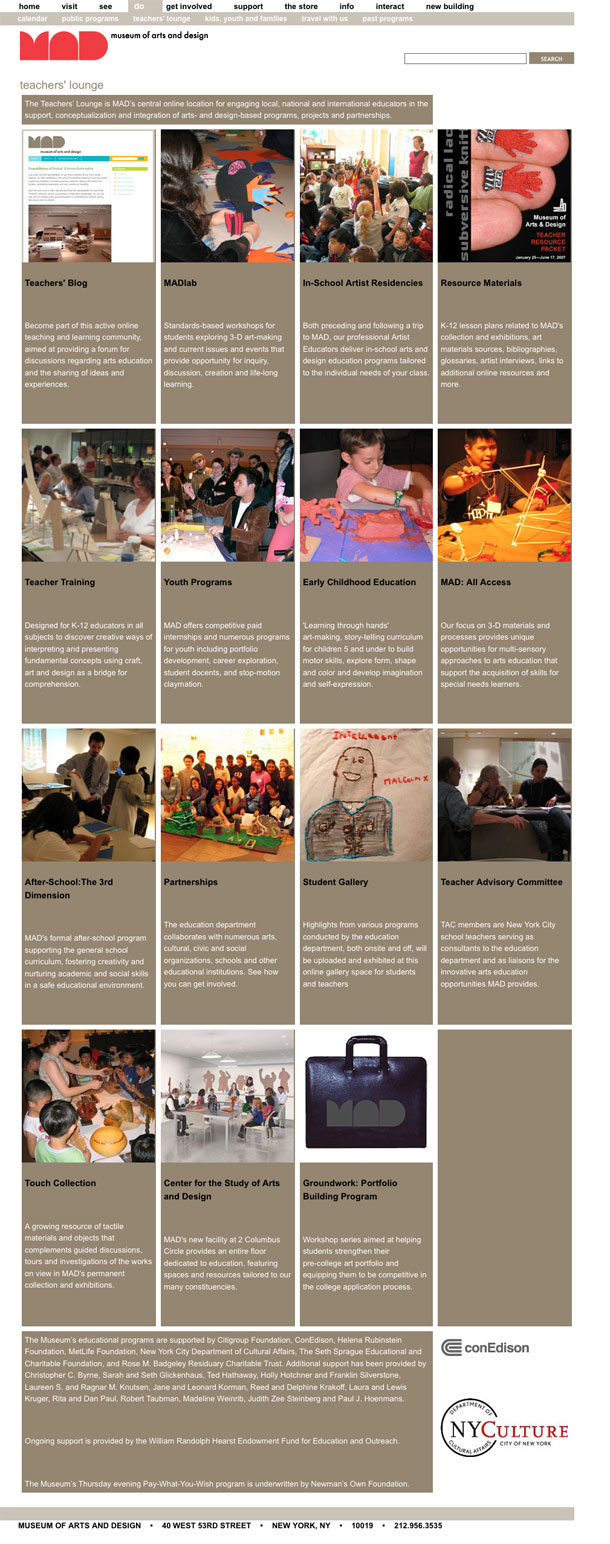 home visit see do get involved support the store info interact new building
calendar public programs teachers' lounge kids, youth and families travel with us past programs
MAD museum of arts and design
SEARCH
teachers' lounge
The Teachers' Lounge is MAD's central online location for engaging local, national and international educators in the
support, conceptualization and integration of arts- and design-based programs, projects and partnerships.
MAD
museum of arts and design
radical lace
subversive knit
Museum of
Arts & Design
TEACHER
RESOURCE
PACKET
January 25—June 17, 2007
Teachers' Blog
Become part of this active online
teaching and learning community,
aimed at providing a forum for
discussions regarding arts education
and the sharing of ideas and
experiences.
MADlab
Standards-based workshops for
students exploring 3-D art-making
and current issues and events that
provide opportunity for inquiry,
discussion, creation and life-long
learning.
In-School Artist Residencies
Both preceding and following a trip
to MAD, our professional Artist
Educators deliver in-school arts and
design education programs tailored
to the individual needs of your class.
Resource Materials
K-12 lesson plans related to MAD's
collection and exhibitions, art
materials sources, bibliographies,
glossaries, artist interviews, links to
additional online resources and
more.
Teacher Training
Designed for K-12 educators in all
subjects to discover creative ways of
interpreting and presenting
fundamental concepts using craft,
art and design as a bridge for
comprehension.
Youth Programs
MAD offers competitive paid
internships and numerous programs
for youth including portfolio
development, career exploration,
student docents, and stop-motion
claymation.
Early Childhood Education
'Learning through hands'
art-making, story-telling curriculum
for children 5 and under to build
motor skills, explore form, shape
and color and develop imagination
and self-expression.
MAD: All Access
Our focus on 3-D materials and
processes provides unique
opportunities for multi-sensory
approaches to arts education that
support the acquisition of skills for
special needs learners.
Intelligent
MALCOLM X
After-School:The 3rd
Dimension
MAD's formal after-school program
supporting the general school
curriculum, fostering creativity and
nurturing academic and social skills
in a safe educational environment.
Partnerships
The education department
collaborates with numerous arts,
cultural, civic and social
organizations, schools and other
educational institutions. See how
you can get involved.
Student Gallery
Highlights from various programs
conducted by the education
department, both onsite and off, will
be uploaded and exhibited at this
online gallery space for students
and teachers
Teacher Advisory Committee
TAC members are New York City
school teachers serving as
consultants to the education
department and as liaisons for the
innovative arts education
opportunities MAD provides.
MAD
Touch Collection
A growing resource of tactile
materials and objects that
complements guided discussions,
tours and investigations of the works
on view in MAD's permanent
collection and exhibitions.
Center for the Study of Arts
and Design
MAD's new facility at 2 Columbus
Circle provides an entire floor
dedicated to education, featuring
spaces and resources tailored to our
many constituencies.
Groundwork: Portfolio
Building Program
Workshop series aimed at helping
students strengthen their
pre-college art portfolio and
equipping them to be competitive in
the college application process.
The Museum's educational programs are supported by Citigroup Foundation, ConEdison, Helena Rubinstein
Foundation, MetLife Foundation, New York City Department of Cultural Affairs, The Seth Sprague Educational and
Charitable Foundation, and Rose M. Badgeley Residuary Charitable Trust. Additional support has been provided by
Christopher C. Byrne, Sarah and Seth Glickenhaus, Ted Hathaway, Holly Hotchner and Franklin Silverstone,
Laureen S. and Ragnar M. Knutsen, Jane and Leonard Korman, Reed and Delphine Krakoff, Laura and Lewis
Kruger, Rita and Dan Paul, Robert Taubman, Madeline Weinrib, Judith Zee Steinberg and Paul J. Hoenmans.
Ongoing support is provided by the William Randolph Hearst Endowment Fund for Education and Outreach.
The Museum's Thursday evening Pay-What-You-Wish program is underwritten by Newman's Own Foundation.
conEdison
DEPARTMENT OF
NYCULTURE
CITY OF NEW YORK
CULTURAL AFFAIRS
MUSEUM OF ARTS AND DESIGN • 40 WEST 53RD STREET • NEW YORK, NY • 10019 • 212.956.3535